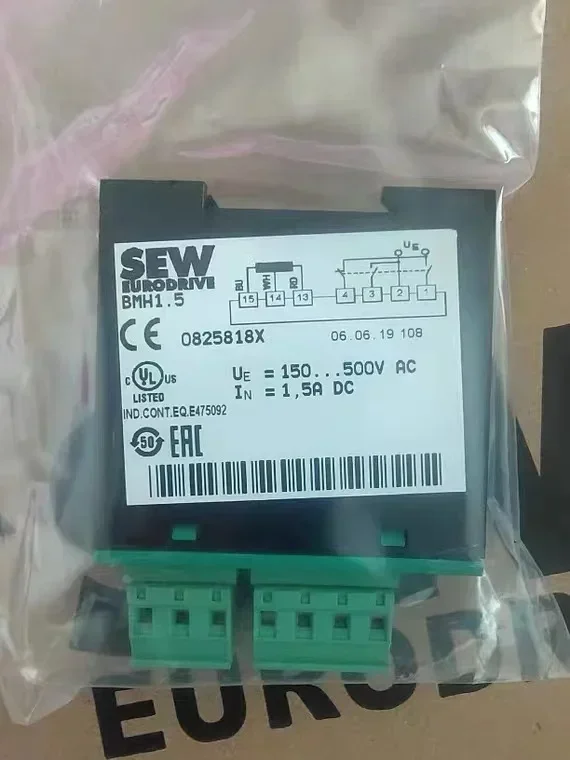 SEW
EURODRIVE
BMH1.5
UE
BU WH RD
15 14 13 4 3 2 1
CE 0825818X 06.06.19 108
C UL US
LISTED
IND.CONT.EQ.E475092
UE = 150...500V AC
IN = 1,5A DC
50 EAC
EURODR